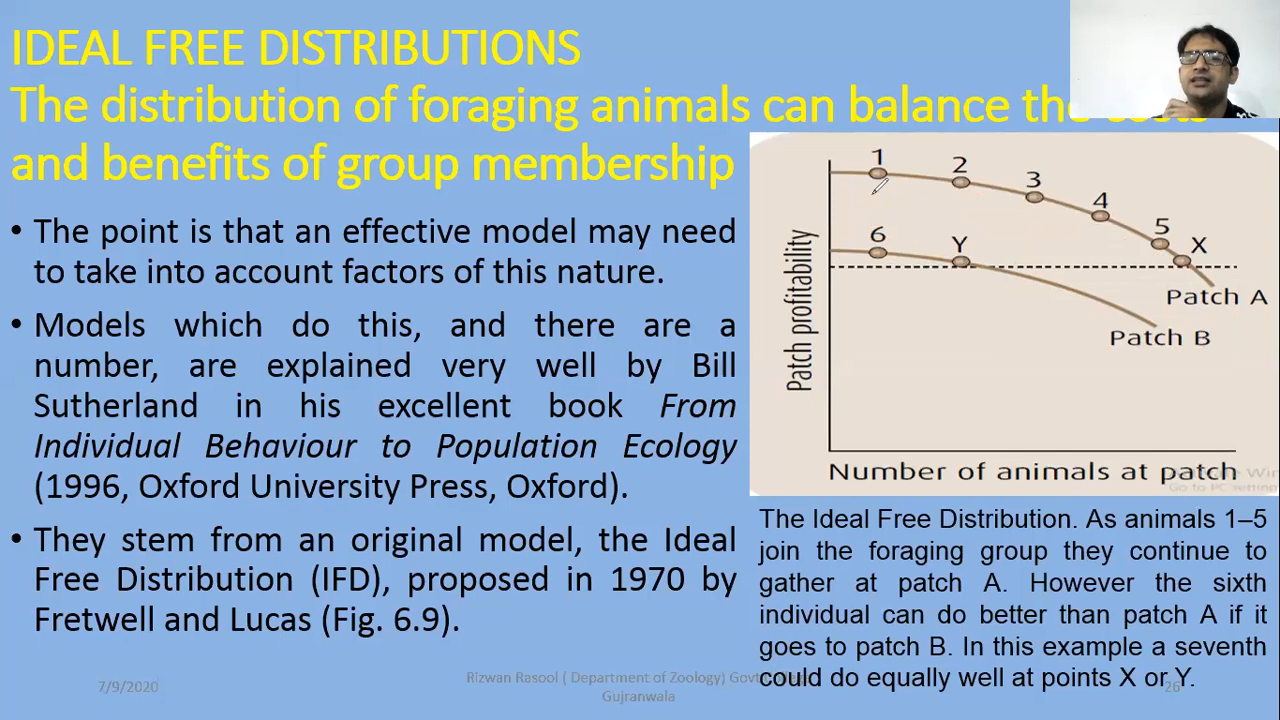 IDEAL FREE DISTRIBUTIONS
The distribution of foraging animals can balance the costs
and benefits of group membership
• The point is that an effective model may need
to take into account factors of this nature.
• Models which do this, and there are a
number, are explained very well by Bill
Sutherland in his excellent book From
Individual Behaviour to Population Ecology
(1996, Oxford University Press, Oxford).
• They stem from an original model, the Ideal
Free Distribution (IFD), proposed in 1970 by
Fretwell and Lucas (Fig. 6.9).
1
2
3
4
5
X
6
Y
Patch A
Patch B
Patch profitability
Number of animals at patch
Go to PC settings
The Ideal Free Distribution. As animals 1–5
join the foraging group they continue to
gather at patch A. However the sixth
individual can do better than patch A if it
goes to patch B. In this example a seventh
could do equally well at points X or Y.
7/9/2020
Rizwan Rasool ( Department of Zoology) Govt
Gujranwala
26